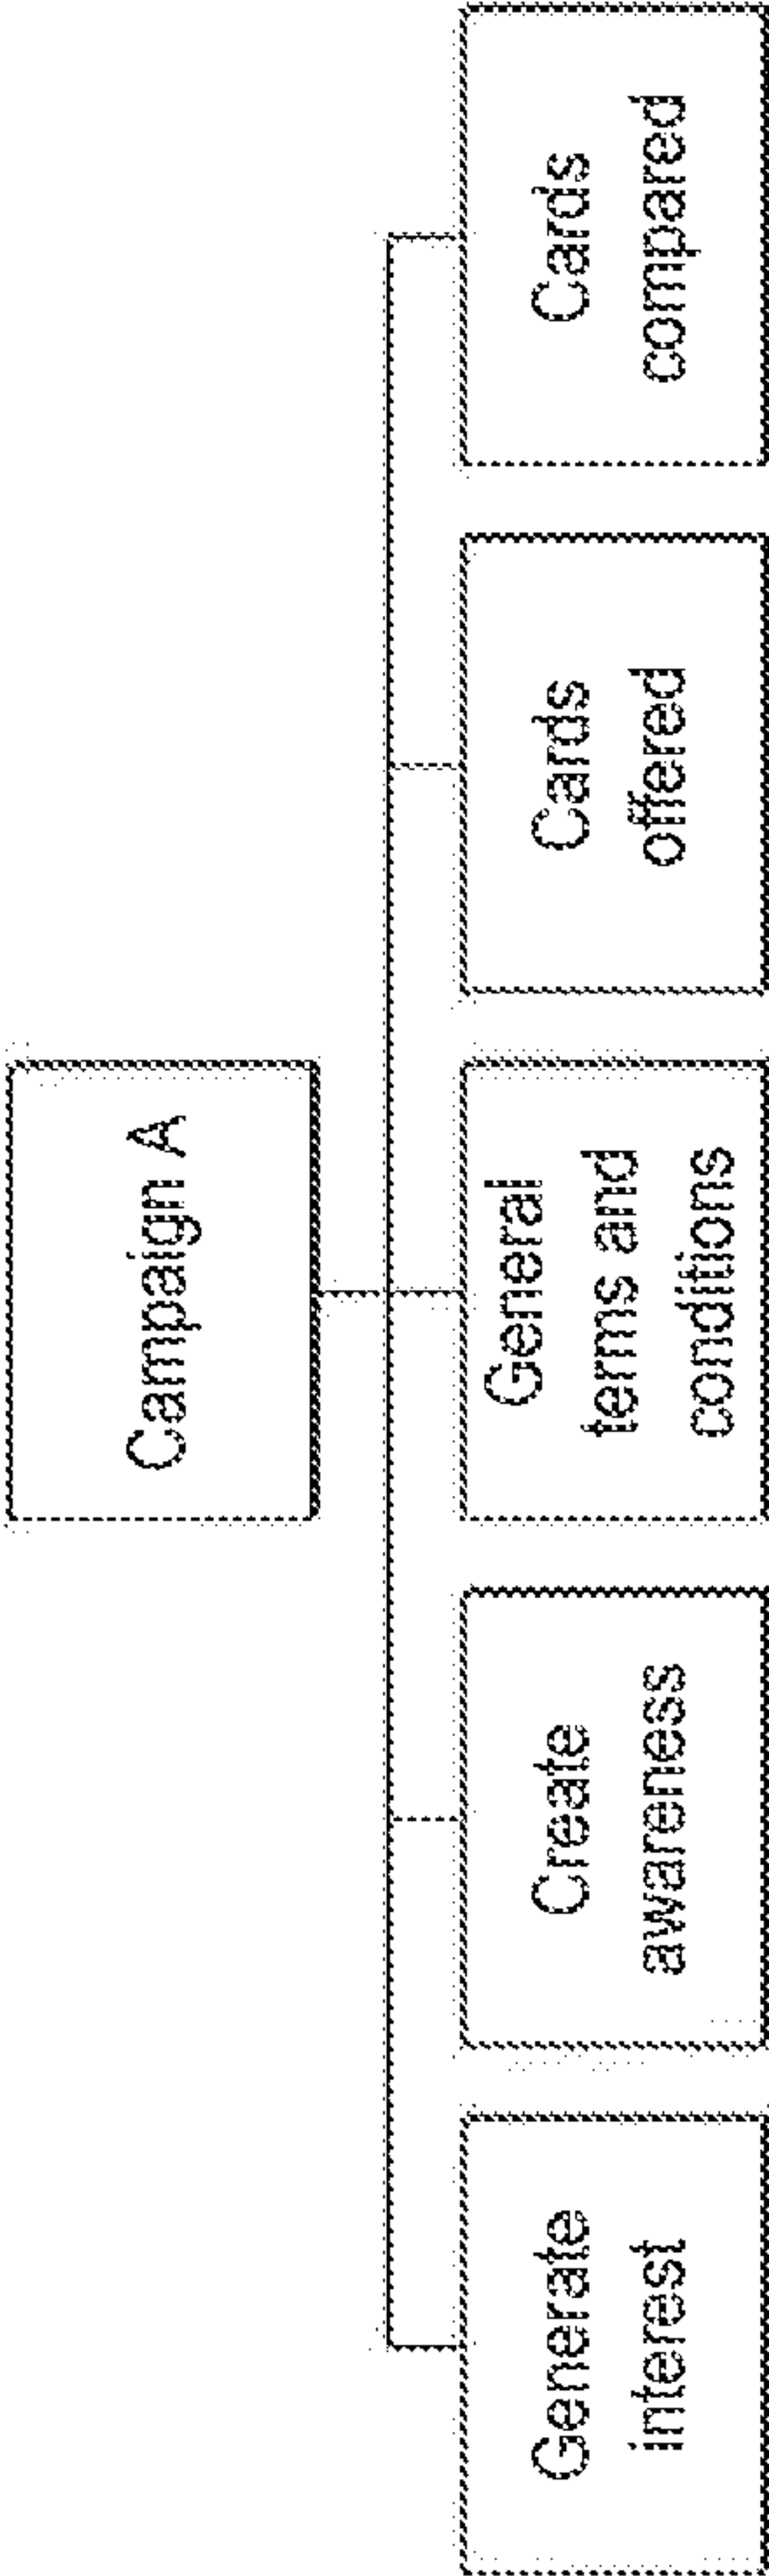 Campaign A
Generate
interest
Create
awareness
General
terms and
conditions
Cards
offered
Cards
compared